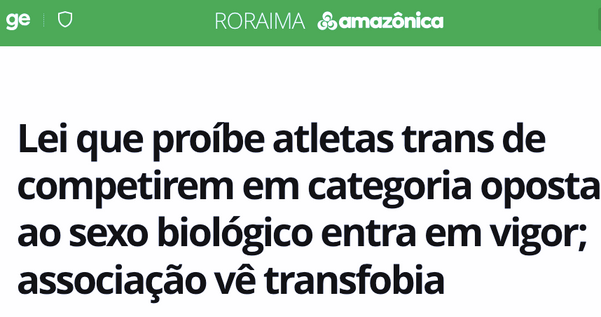 ge RORAIMA amazônica
Lei que proíbe atletas trans de
competirem em categoria oposta
ao sexo biológico entra em vigor;
associação vê transfobia